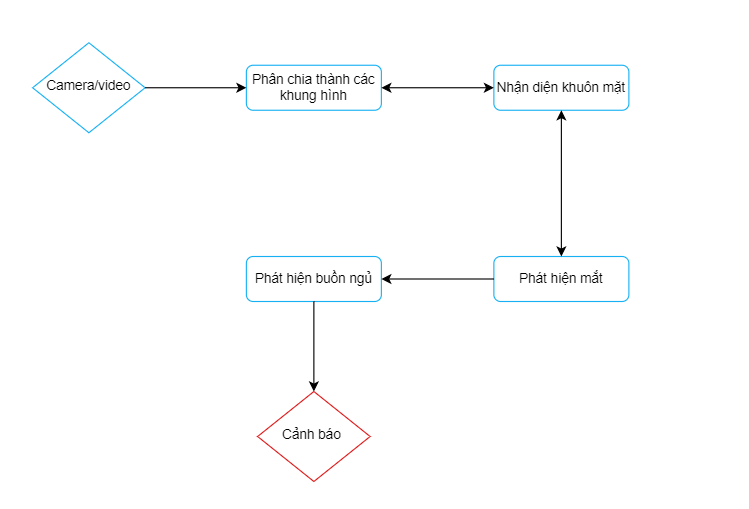 Camera/video
Phân chia thành các
khung hình
Nhận diện khuôn mặt
Phát hiện buồn ngủ
Phát hiện mắt
Cảnh báo